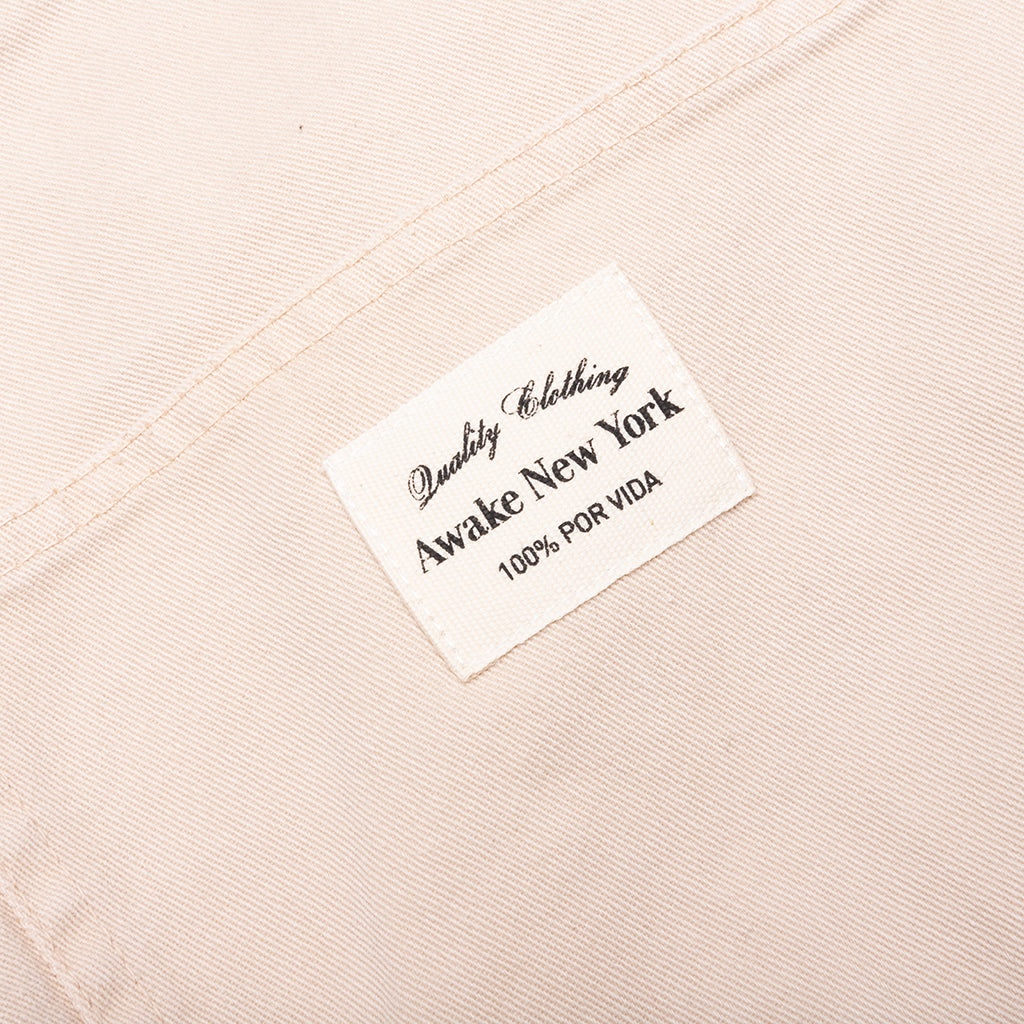 Quality Clothing
Awake New York
100% POR VIDA